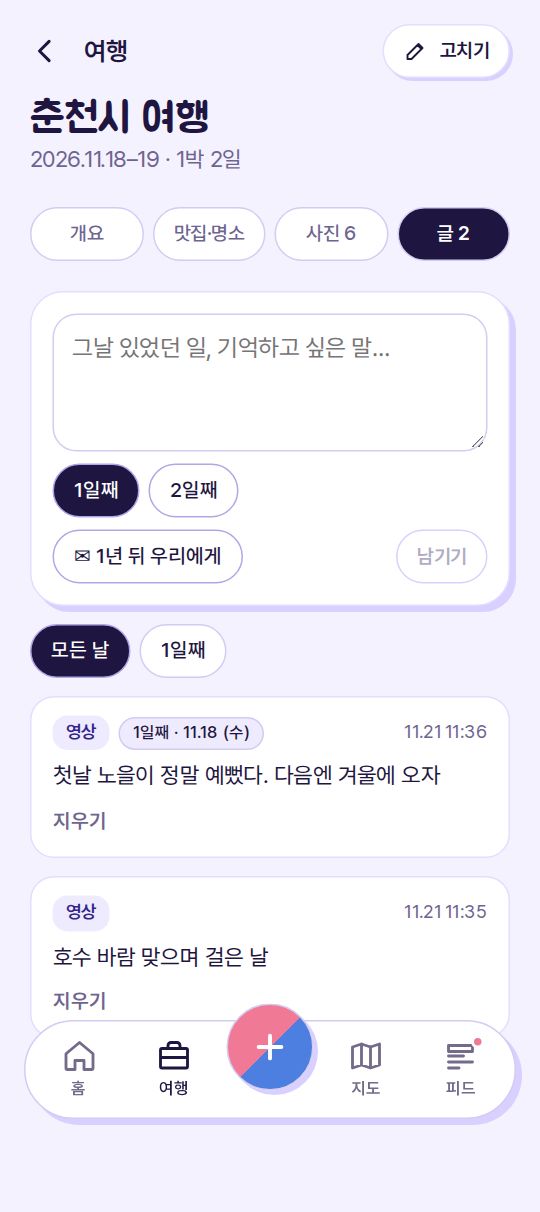 여행
고치기
춘천시 여행
2026.11.18–19 · 1박 2일
개요
맛집·명소
사진 6
글 2
그날 있었던 일, 기억하고 싶은 말…
1일째
2일째
✉ 1년 뒤 우리에게
남기기
모든 날
1일째
영상
1일째 · 11.18 (수)
11.21 11:36
첫날 노을이 정말 예뻤다. 다음엔 겨울에 오자
지우기
영상
11.21 11:35
호수 바람 맞으며 걸은 날
지우기
홈
여행
지도
피드